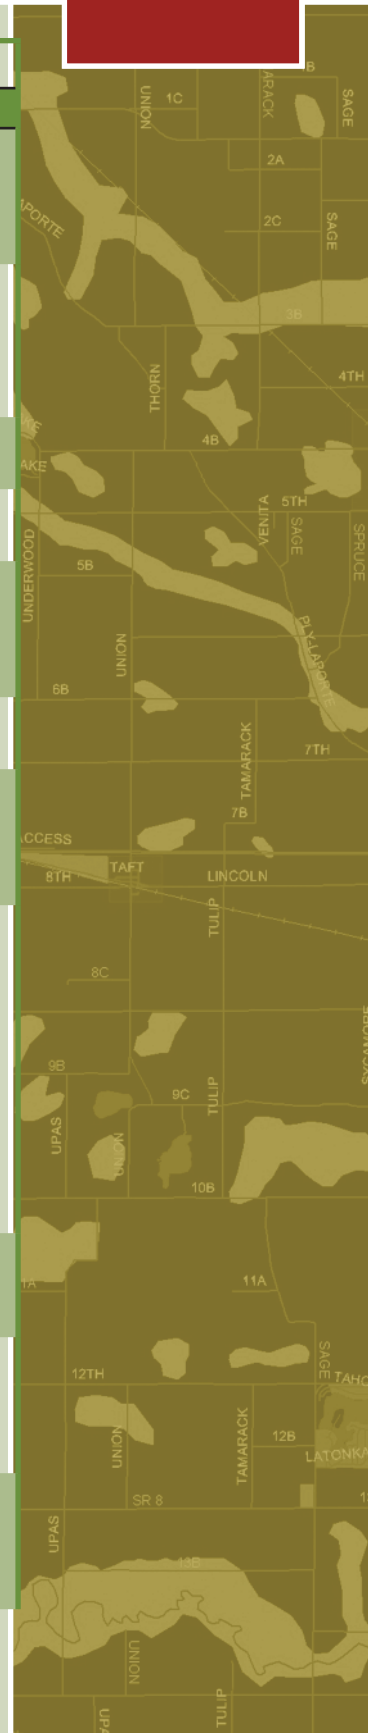 UNION
1C
SAGE
2A
2C
SAGE
3B
4TH
THORN
4B
5TH
VENITA
SAGE
SPRUCE
UNDERWOOD
5B
UNION
PLY-LAPORTE
6B
TAMARACK
7TH
7B
ACCESS
8TH
TAFT
LINCOLN
TULIP
8C
9B
9C
TULIP
UPAS
UNION
10B
11A
SAGE
12TH
UNION
TAMARACK
12B
LATONKA
SR 8
UPAS
13B
UNION
TULIP